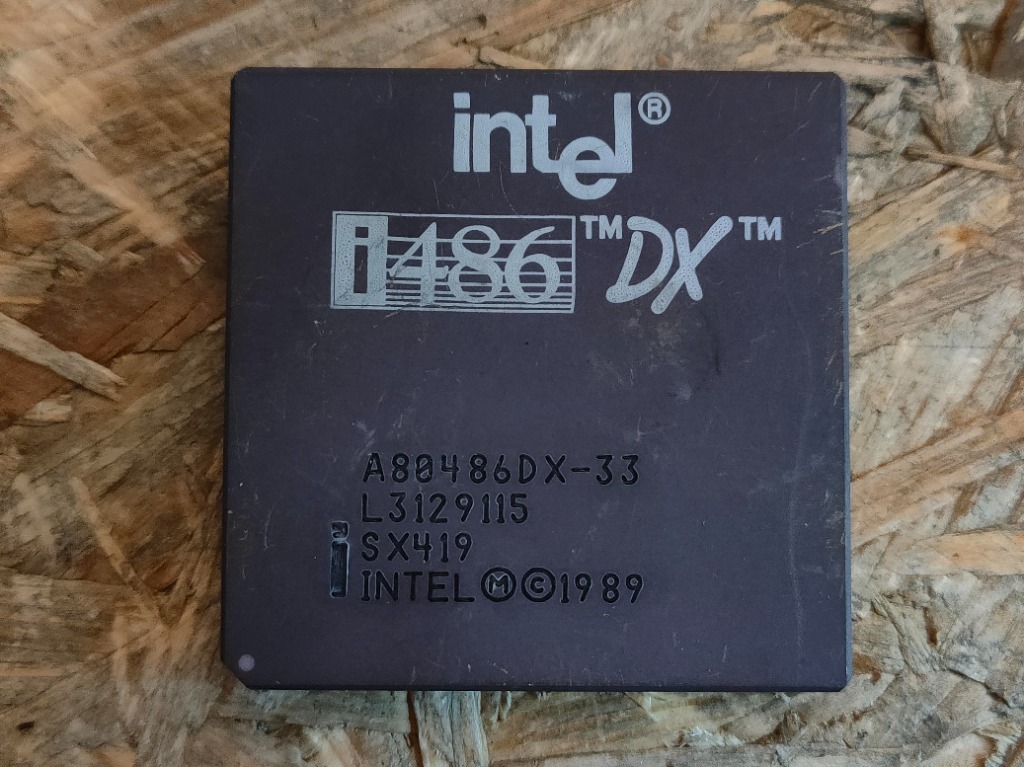 intel®
i486™ DX™
A80486DX-33
L3129115
SX419
INTEL Ⓜ©1989